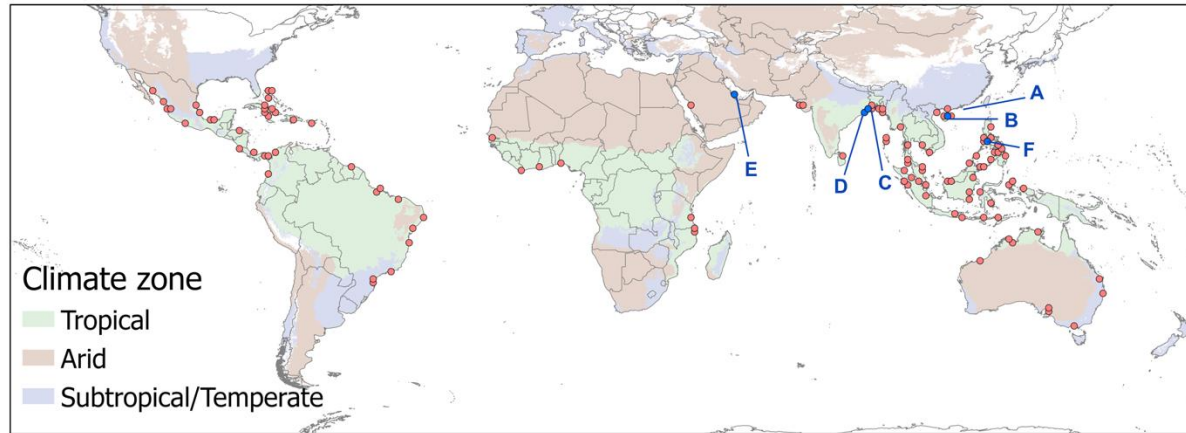 A
B
F
E
D
C
Climate zone
Tropical
Arid
Subtropical/Temperate